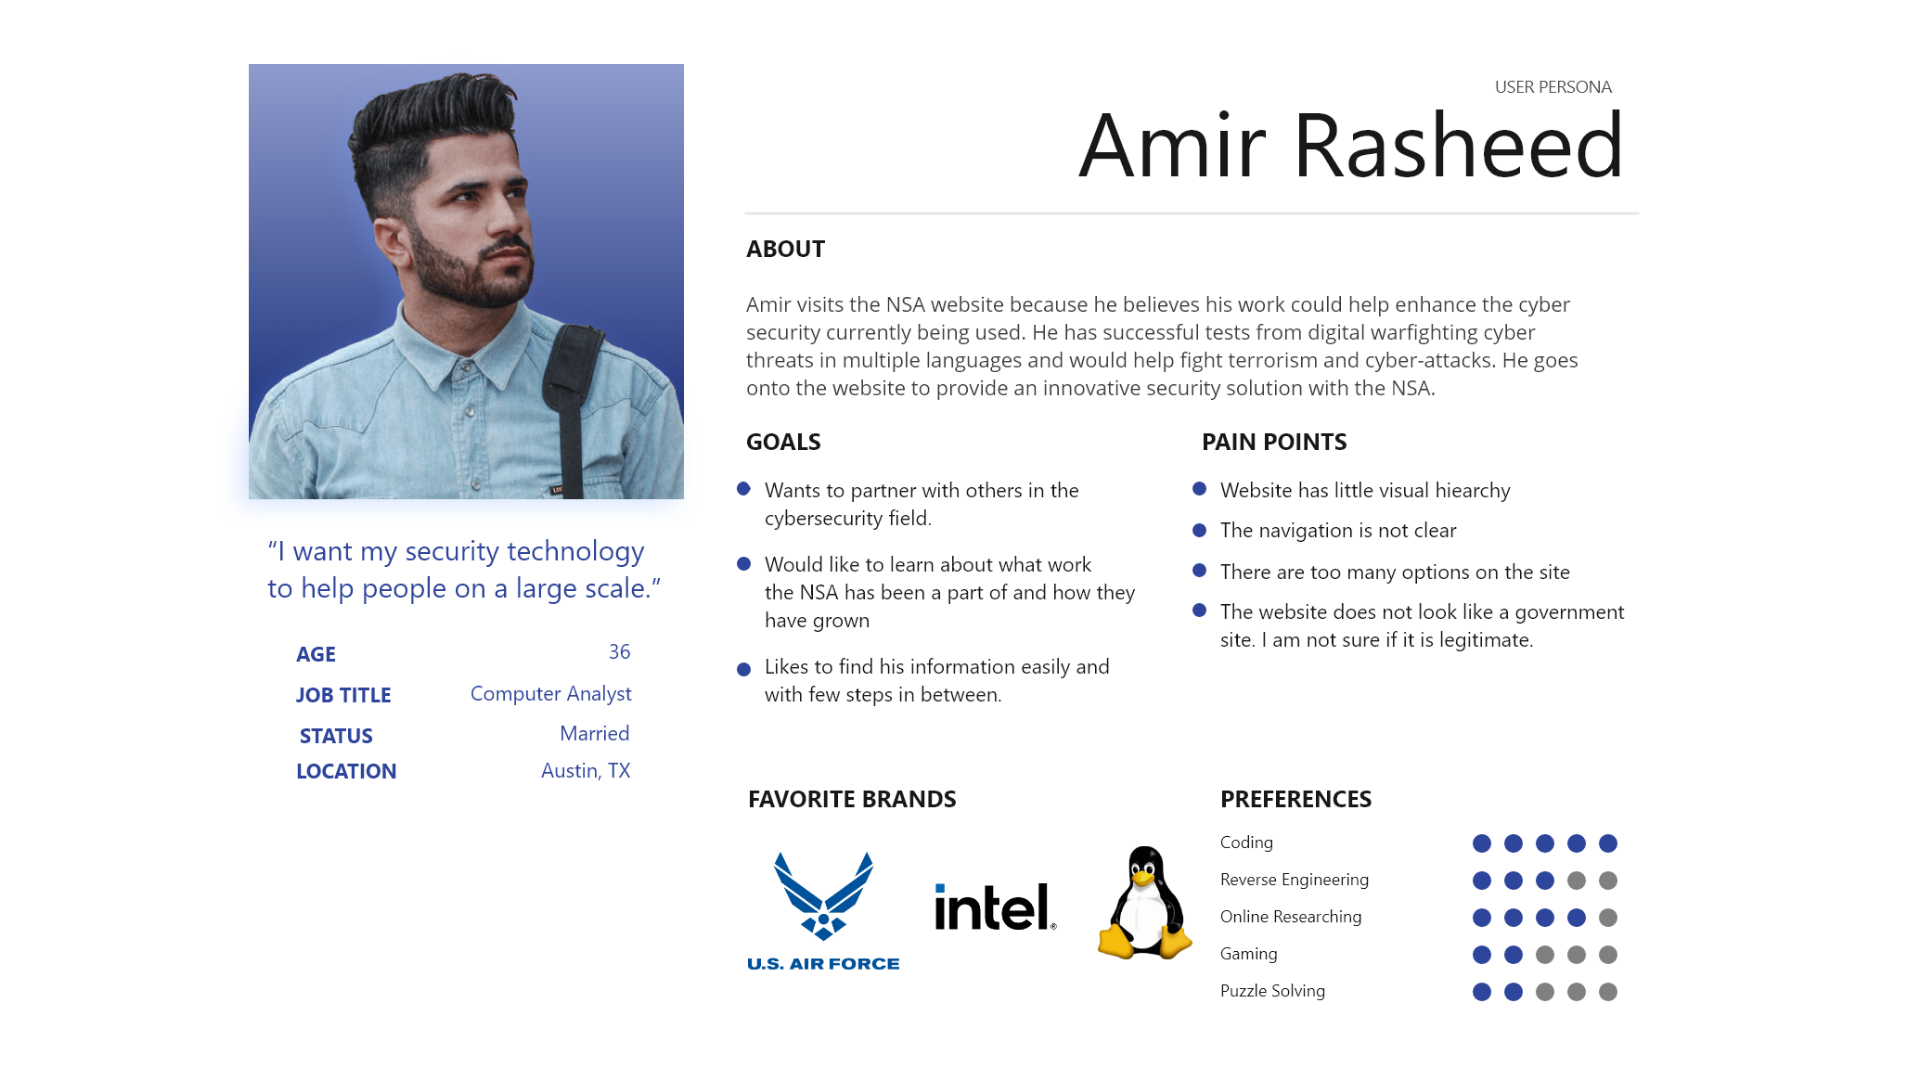 USER PERSONA
Amir Rasheed
ABOUT
Amir visits the NSA website because he believes his work could help enhance the cyber
security currently being used. He has successful tests from digital warfighting cyber
threats in multiple languages and would help fight terrorism and cyber-attacks. He goes
onto the website to provide an innovative security solution with the NSA.
GOALS
Wants to partner with others in the
cybersecurity field.
Would like to learn about what work
the NSA has been a part of and how they
have grown
Likes to find his information easily and
with few steps in between.
PAIN POINTS
Website has little visual hiearchy
The navigation is not clear
There are too many options on the site
The website does not look like a government
site. I am not sure if it is legitimate.
“I want my security technology
to help people on a large scale.”
AGE 36
JOB TITLE Computer Analyst
STATUS Married
LOCATION Austin, TX
FAVORITE BRANDS
U.S. AIR FORCE
intel®
PREFERENCES
Coding
Reverse Engineering
Online Researching
Gaming
Puzzle Solving